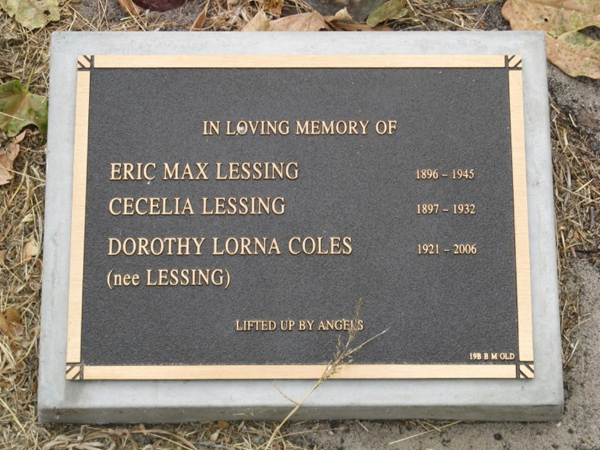 IN LOVING MEMORY OF
ERIC MAX LESSING 1896 – 1945
CECELIA LESSING 1897 – 1932
DOROTHY LORNA COLES 1921 – 2006
(nee LESSING)
LIFTED UP BY ANGELS
19B B M OLD